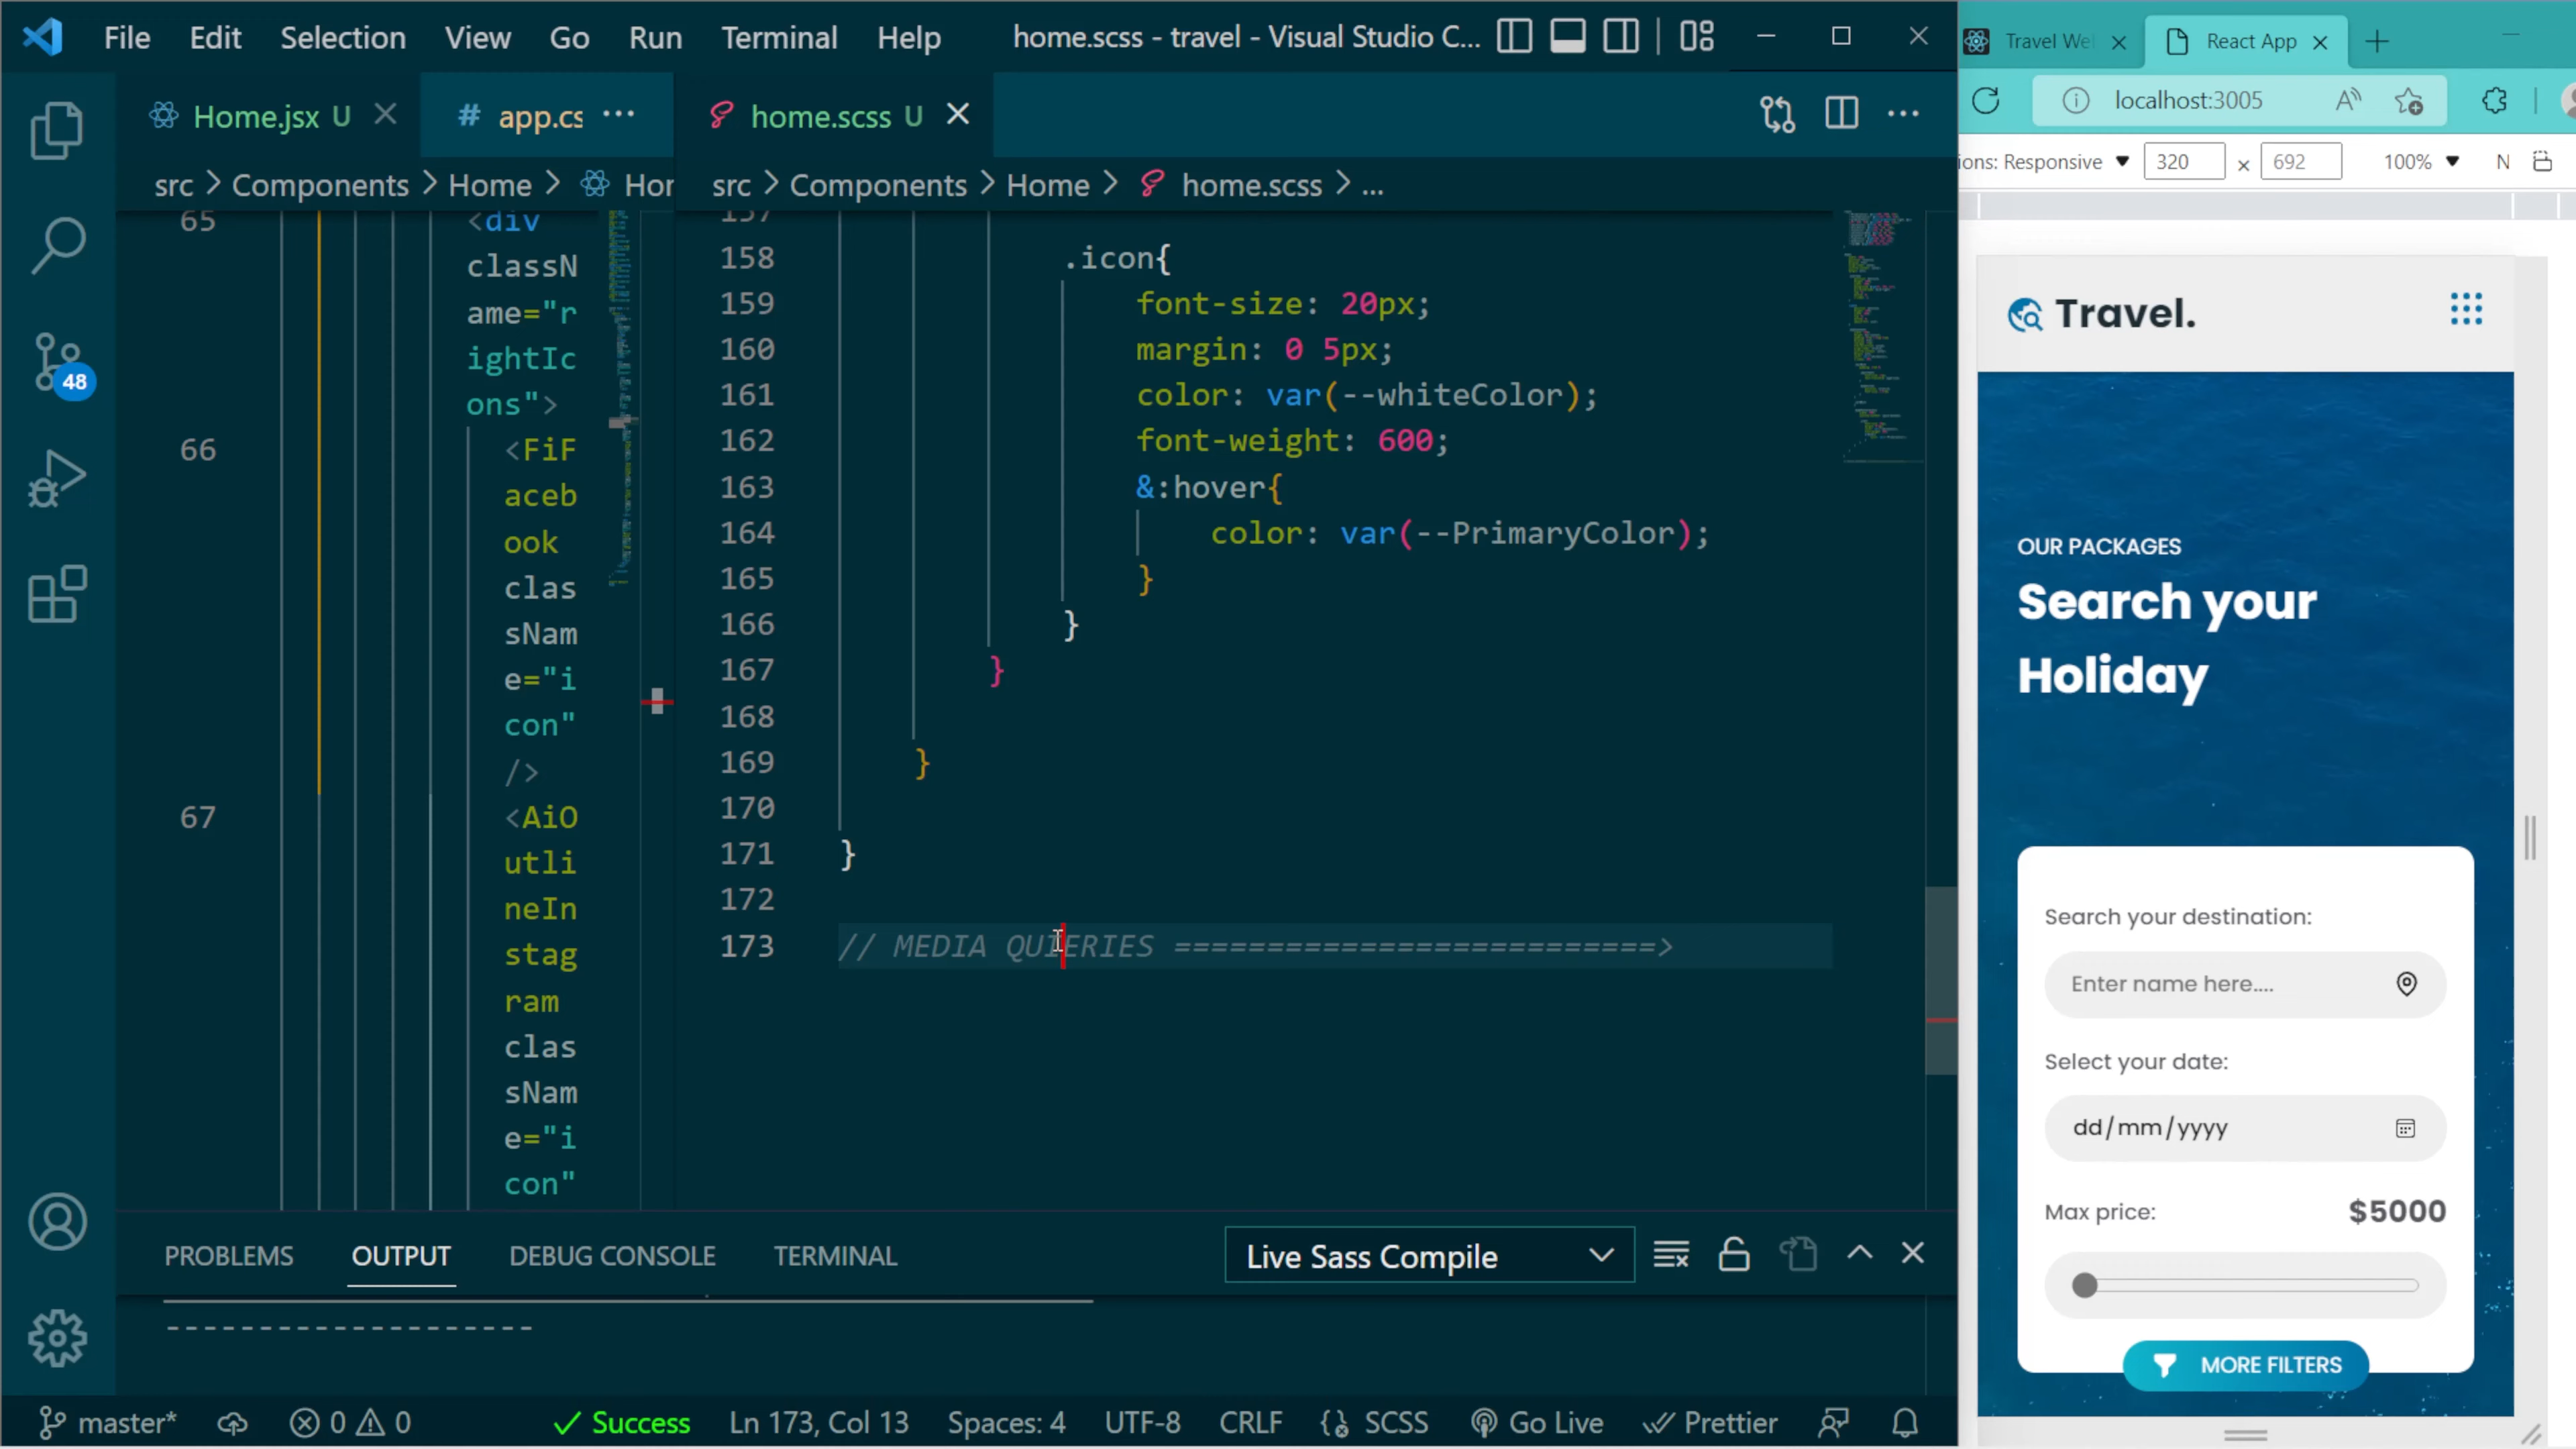 File Edit Selection View Go Run Terminal Help home.scss - travel - Visual Studio C...
Home.jsx U # app.cs ... home.scss U
src > Components > Home > Hor
src > Components > Home > home.scss > ...
65 <div
classN
ame="r
ightIc
ons">
66 <FiF
aceb
ook
clas
sNam
e="i
con"
/>
67 <AiO
utli
neIn
stag
ram
clas
sNam
e="i
con"
157
158 .icon{
159 font-size: 20px;
160 margin: 0 5px;
161 color: var(--whiteColor);
162 font-weight: 600;
163 &:hover{
164 color: var(--PrimaryColor);
165 }
166 }
167 }
168
169 }
170
171 }
172
173 // MEDIA QUIERIES ==========================>
48
PROBLEMS OUTPUT DEBUG CONSOLE TERMINAL
Live Sass Compile
--------------------
master* 0 0 Success Ln 173, Col 13 Spaces: 4 UTF-8 CRLF SCSS Go Live Prettier
Travel We React App
localhost:3005
ions: Responsive 320 × 692 100% N
Travel.
OUR PACKAGES
Search your
Holiday
Search your destination:
Enter name here....
Select your date:
dd/mm/yyyy
Max price: $5000
MORE FILTERS